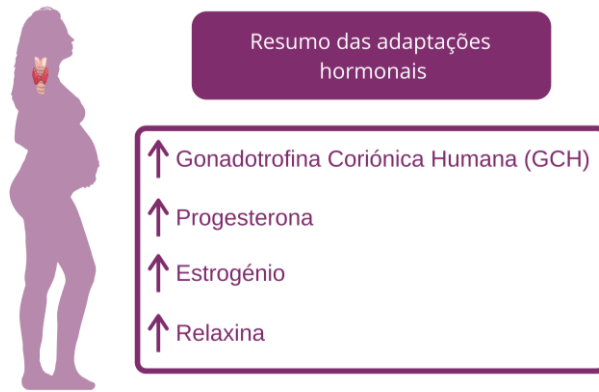 Resumo das adaptações
hormonais
↑ Gonadotrofina Coriónica Humana (GCH)
↑ Progesterona
↑ Estrogénio
↑ Relaxina